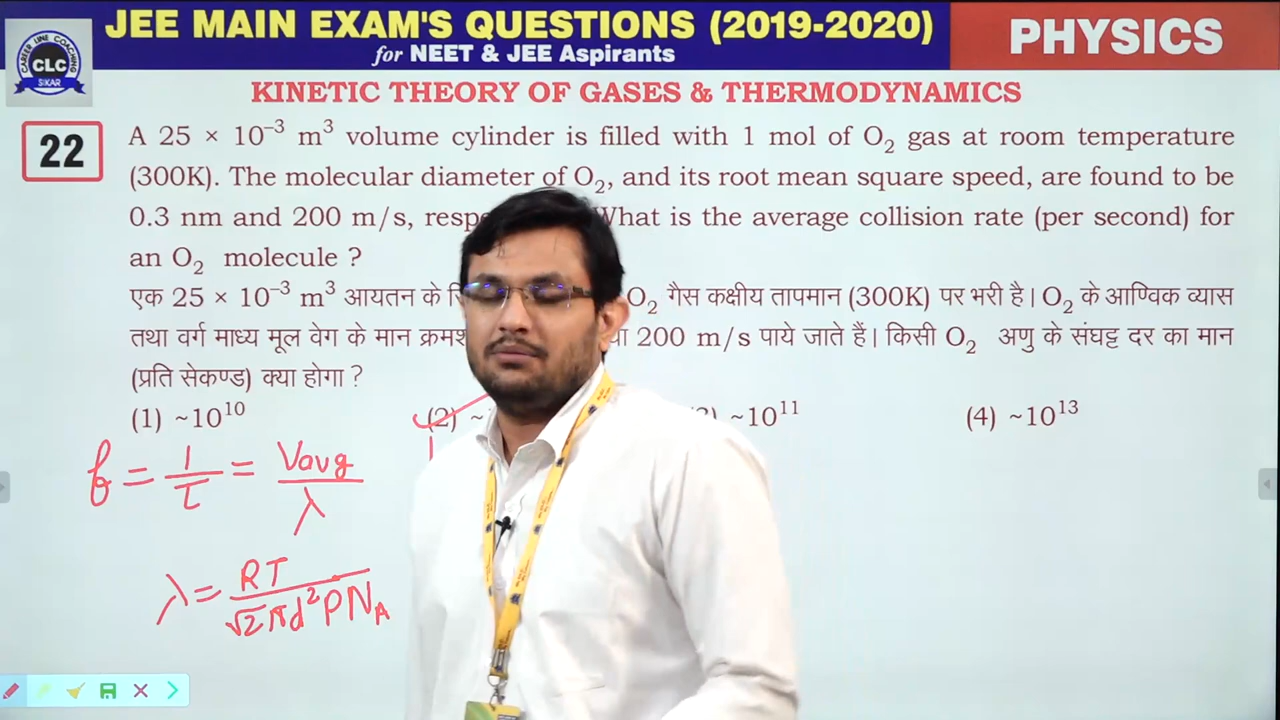 JEE MAIN EXAM'S QUESTIONS (2019-2020)
for NEET & JEE Aspirants
PHYSICS
CAREER LINE COACHING
CLC
SIKAR
KINETIC THEORY OF GASES & THERMODYNAMICS
22
A 25 × 10⁻³ m³ volume cylinder is filled with 1 mol of O₂ gas at room temperature
(300K). The molecular diameter of O₂, and its root mean square speed, are found to be
0.3 nm and 200 m/s, What is the average collision rate (per second) for
an O₂ molecule ?
एक 25 × 10⁻³ m³ आयतन के O₂ गैस कक्षीय तापमान (300K) पर भरी है। O₂ के आण्विक व्यास
तथा वर्ग माध्य मूल वेग के मान 200 m/s पाये जाते हैं। किसी O₂ अणु के संघट्ट दर का मान
(प्रति सेकण्ड) क्या होगा ?
(1) ~10¹⁰ (2) ~ ~10¹¹ (4) ~10¹³
f = 1/τ = Vavg/λ
λ = RT/√2πd²PN_A